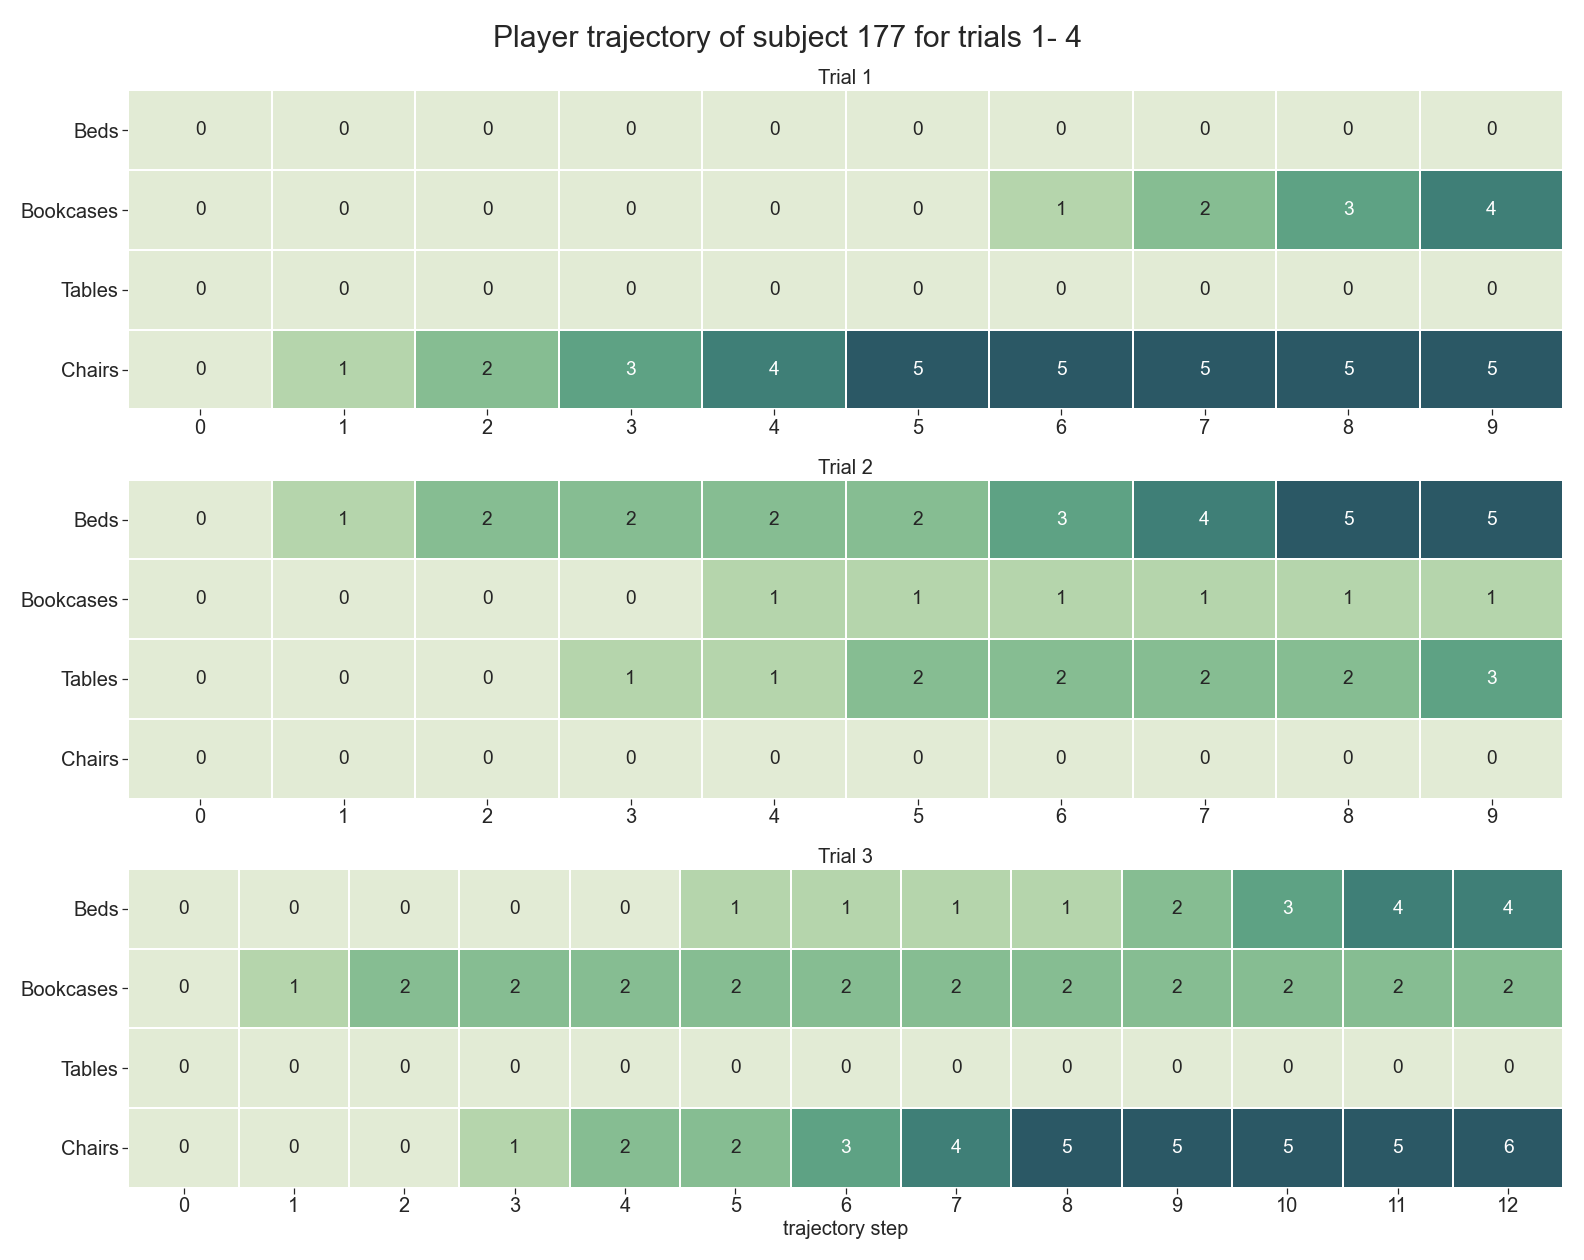 Player trajectory of subject 177 for trials 1- 4
Trial 1
Beds 0 0 0 0 0 0 0 0 0 0
Bookcases 0 0 0 0 0 0 1 2 3 4
Tables 0 0 0 0 0 0 0 0 0 0
Chairs 0 1 2 3 4 5 5 5 5 5
0 1 2 3 4 5 6 7 8 9
Trial 2
Beds 0 1 2 2 2 2 3 4 5 5
Bookcases 0 0 0 0 1 1 1 1 1 1
Tables 0 0 0 1 1 2 2 2 2 3
Chairs 0 0 0 0 0 0 0 0 0 0
0 1 2 3 4 5 6 7 8 9
Trial 3
Beds 0 0 0 0 0 1 1 1 1 2 3 4 4
Bookcases 0 1 2 2 2 2 2 2 2 2 2 2 2
Tables 0 0 0 0 0 0 0 0 0 0 0 0 0
Chairs 0 0 0 1 2 2 3 4 5 5 5 5 6
0 1 2 3 4 5 6 7 8 9 10 11 12
trajectory step